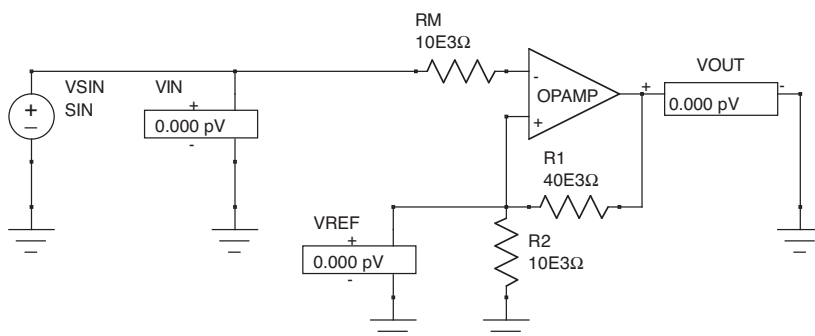 RM
10E3Ω
VSIN
SIN
VIN
+
0.000 pV
-
+
-
-
OPAMP
+
+
VOUT
-
0.000 pV
R1
40E3Ω
VREF
+
0.000 pV
-
R2
10E3Ω